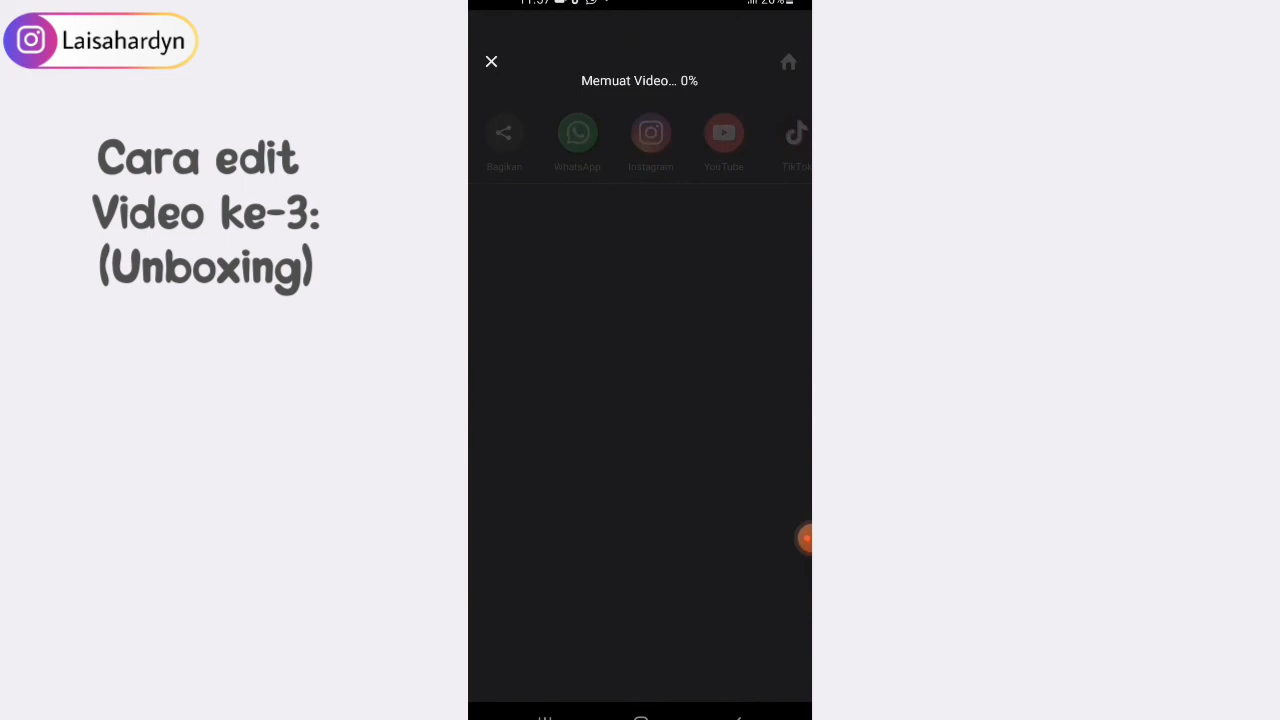 Laisahardyn
Cara edit
Video ke-3:
(Unboxing)
Memuat Video... 0%
Bagikan WhatsApp Instagram YouTube TikTok